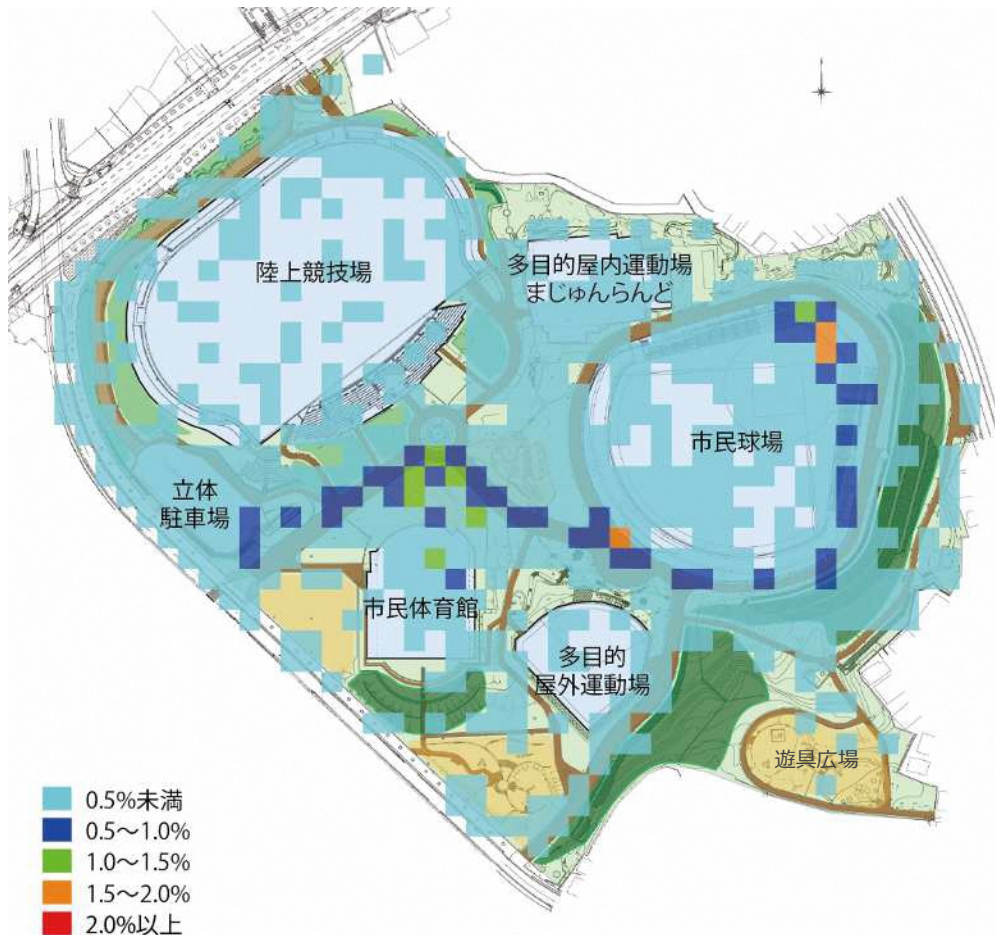 陸上競技場
多目的屋内運動場
まじゅんらんど
市民球場
立体
駐車場
市民体育館
多目的
屋外運動場
遊具広場
0.5%未満
0.5〜1.0%
1.0〜1.5%
1.5〜2.0%
2.0%以上